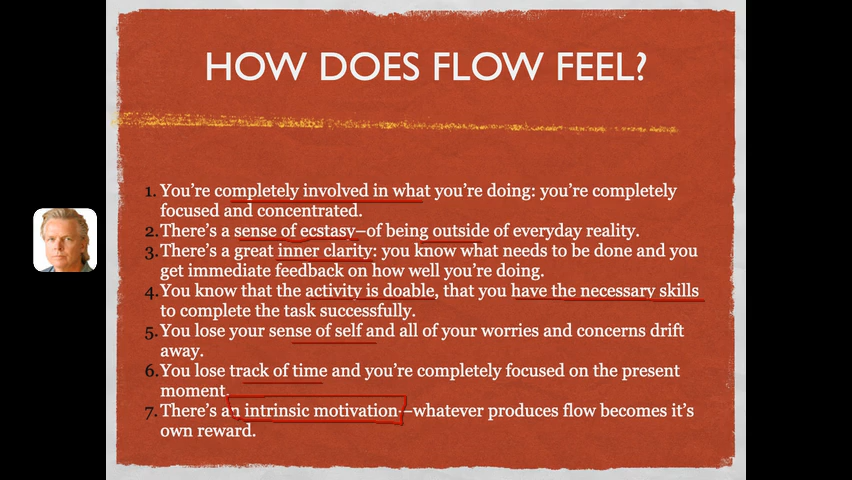 HOW DOES FLOW FEEL?
1. You're completely involved in what you're doing: you're completely
focused and concentrated.
2. There's a sense of ecstasy–of being outside of everyday reality.
3. There's a great inner clarity: you know what needs to be done and you
get immediate feedback on how well you're doing.
4. You know that the activity is doable, that you have the necessary skills
to complete the task successfully.
5. You lose your sense of self and all of your worries and concerns drift
away.
6. You lose track of time and you're completely focused on the present
moment.
7. There's an intrinsic motivation–whatever produces flow becomes it's
own reward.